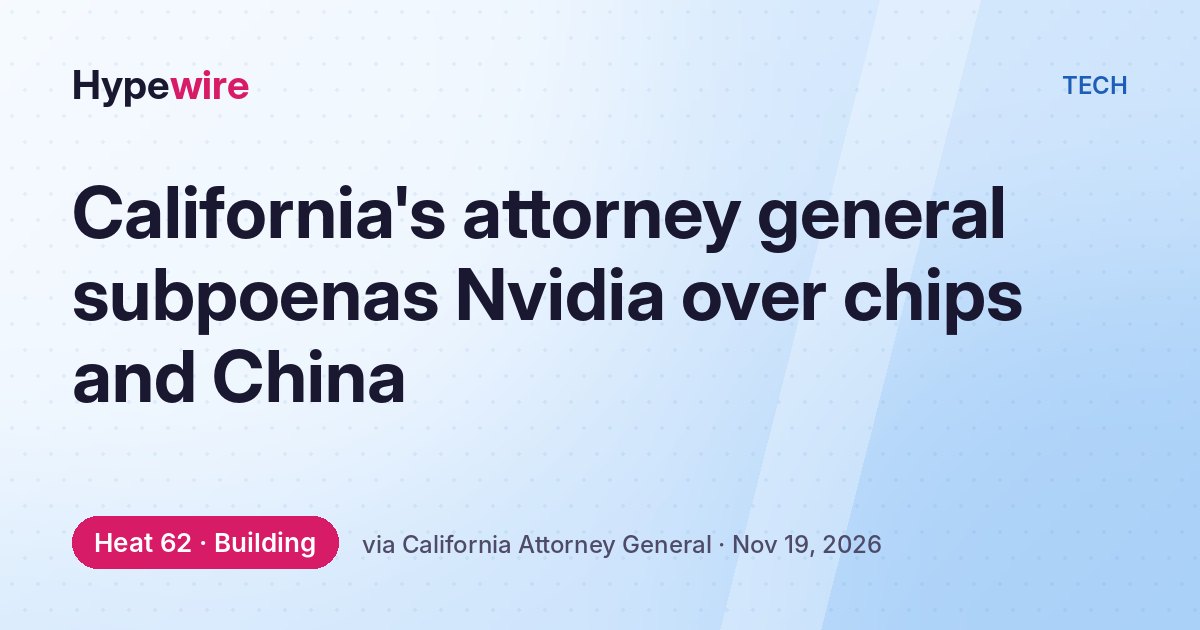 Hypewire
TECH
California's attorney general
subpoenas Nvidia over chips
and China
Heat 62 · Building
via California Attorney General · Nov 19, 2026